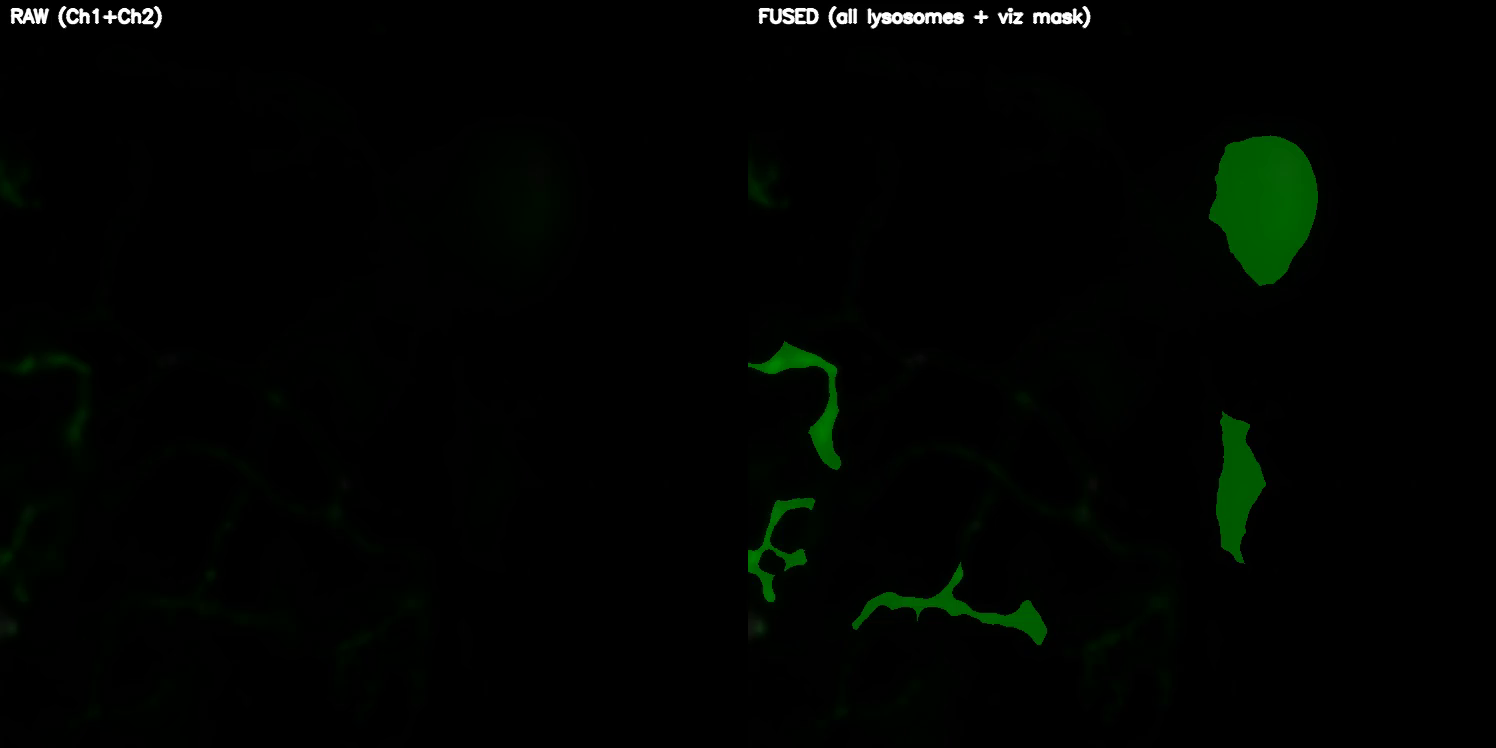 RAW (Ch1+Ch2)
FUSED (all lysosomes + viz mask)